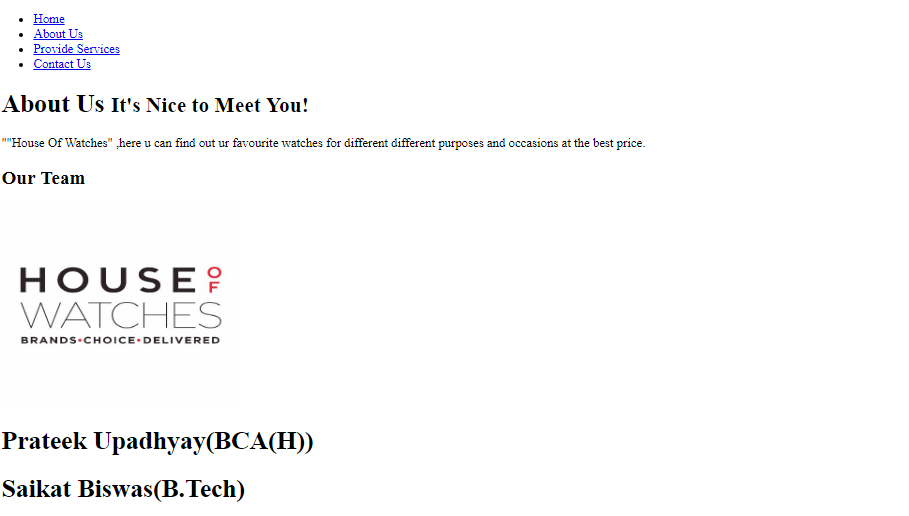 Home
About Us
Provide Services
Contact Us
About Us It's Nice to Meet You!
""House Of Watches" ,here u can find out ur favourite watches for different different purposes and occasions at the best price.
Our Team
HOUSE OF
WATCHES
BRANDS•CHOICE•DELIVERED
Prateek Upadhyay(BCA(H))
Saikat Biswas(B.Tech)